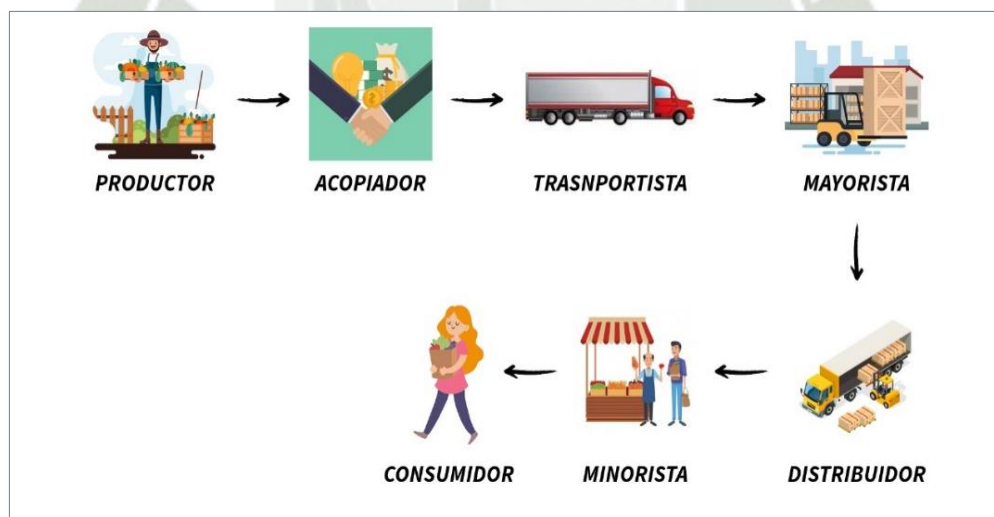 PRODUCTOR
ACOPIADOR
TRASNPORTISTA
MAYORISTA
CONSUMIDOR
MINORISTA
DISTRIBUIDOR